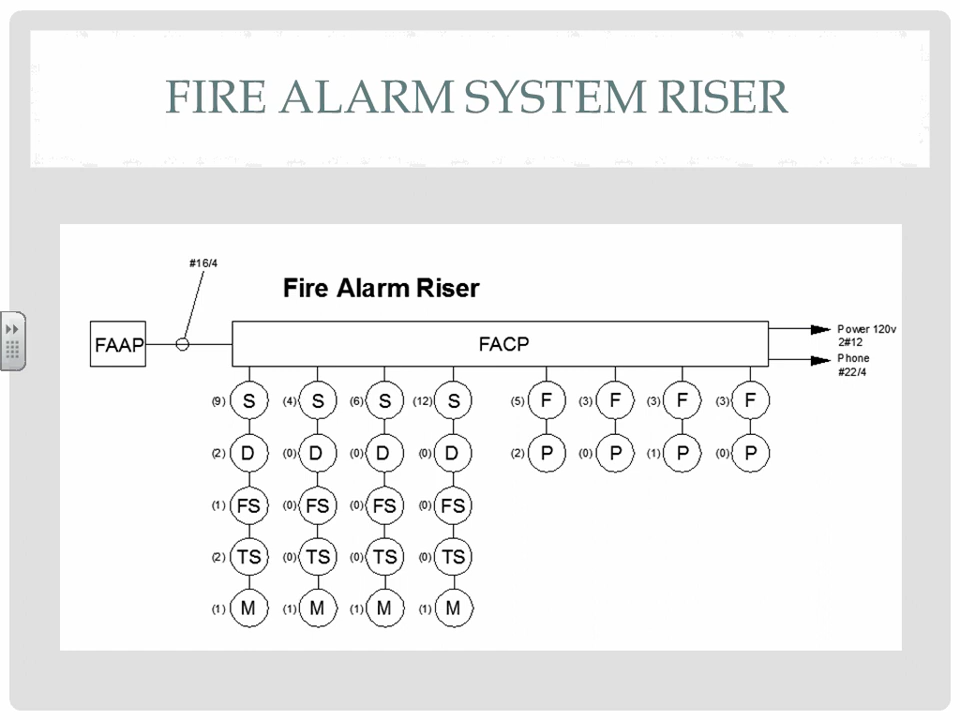 FIRE ALARM SYSTEM RISER
#16/4
Fire Alarm Riser
FAAP
FACP
Power 120v
2#12
Phone
#22/4
(9) S (4) S (6) S (12) S (5) F (3) F (3) F (3) F
(2) D (0) D (0) D (0) D (2) P (0) P (1) P (0) P
(1) FS (0) FS (0) FS (0) FS
(2) TS (0) TS (0) TS (0) TS
(1) M (1) M (1) M (1) M